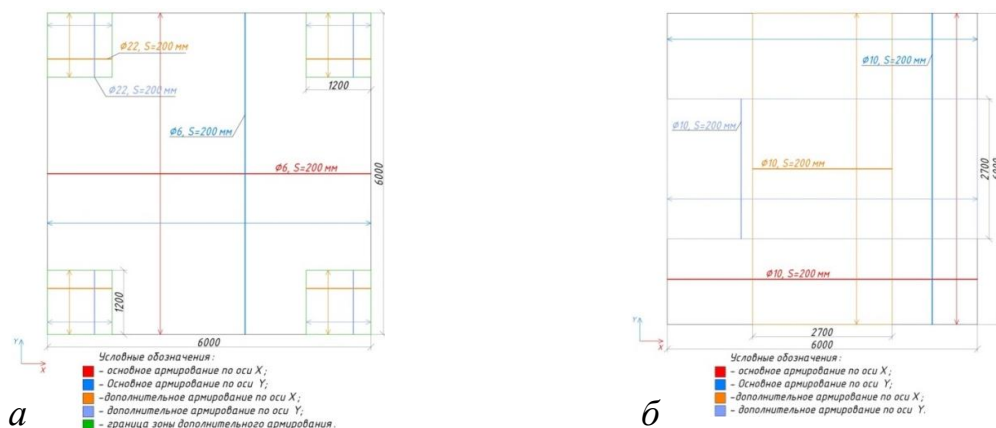 Ø22, S=200 мм
Ø22, S=200 мм
1200
Ø6, S=200 мм
Ø6, S=200 мм
6000
1200
6000
Y
X
Условные обозначения :
– основное армирование по оси X;
– Основное армирование по оси Y;
– дополнительное армирование по оси X;
– дополнительное армирование по оси Y;
– граница зоны дополнительного армирования .
а
Ø10, S=200 мм
Ø10, S=200 мм
Ø10, S=200 мм
2700
Ø10, S=200 мм
2700
6000
Y
X
Условные обозначения :
– основное армирование по оси X;
– Основное армирование по оси Y;
– дополнительное армирование по оси X;
– дополнительное армирование по оси Y.
б